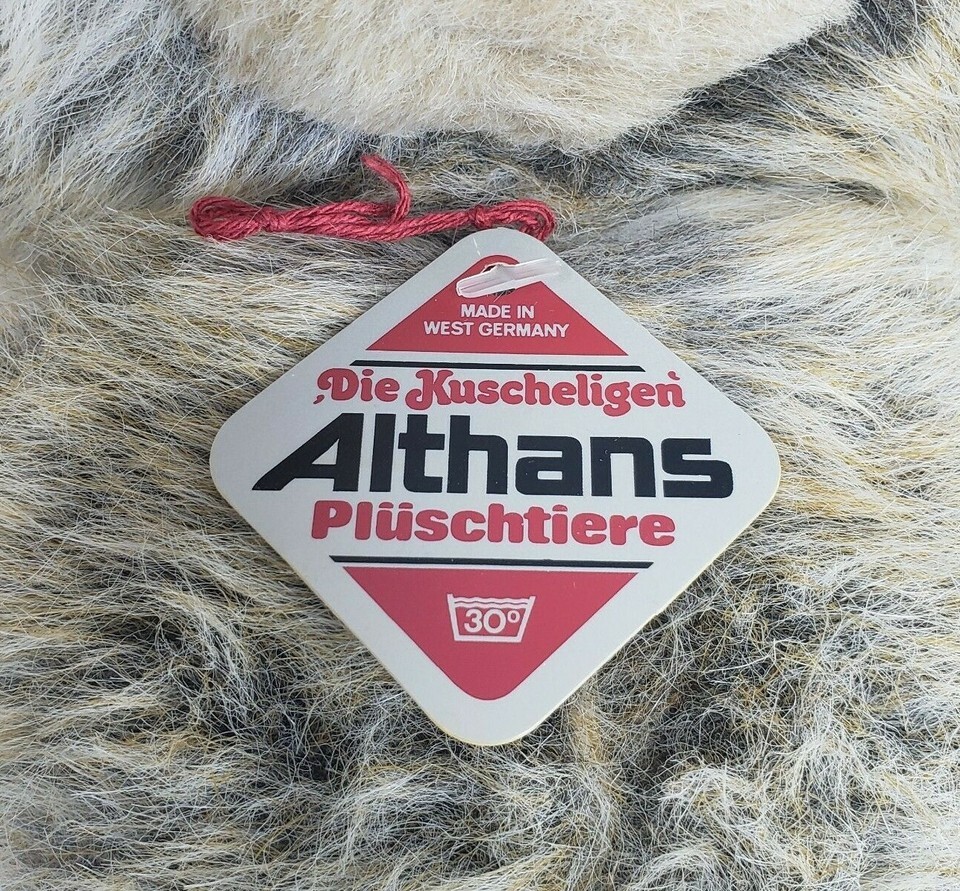 MADE IN
WEST GERMANY
‚Die Kuscheligen‘
Althans
Plüschtiere
30°